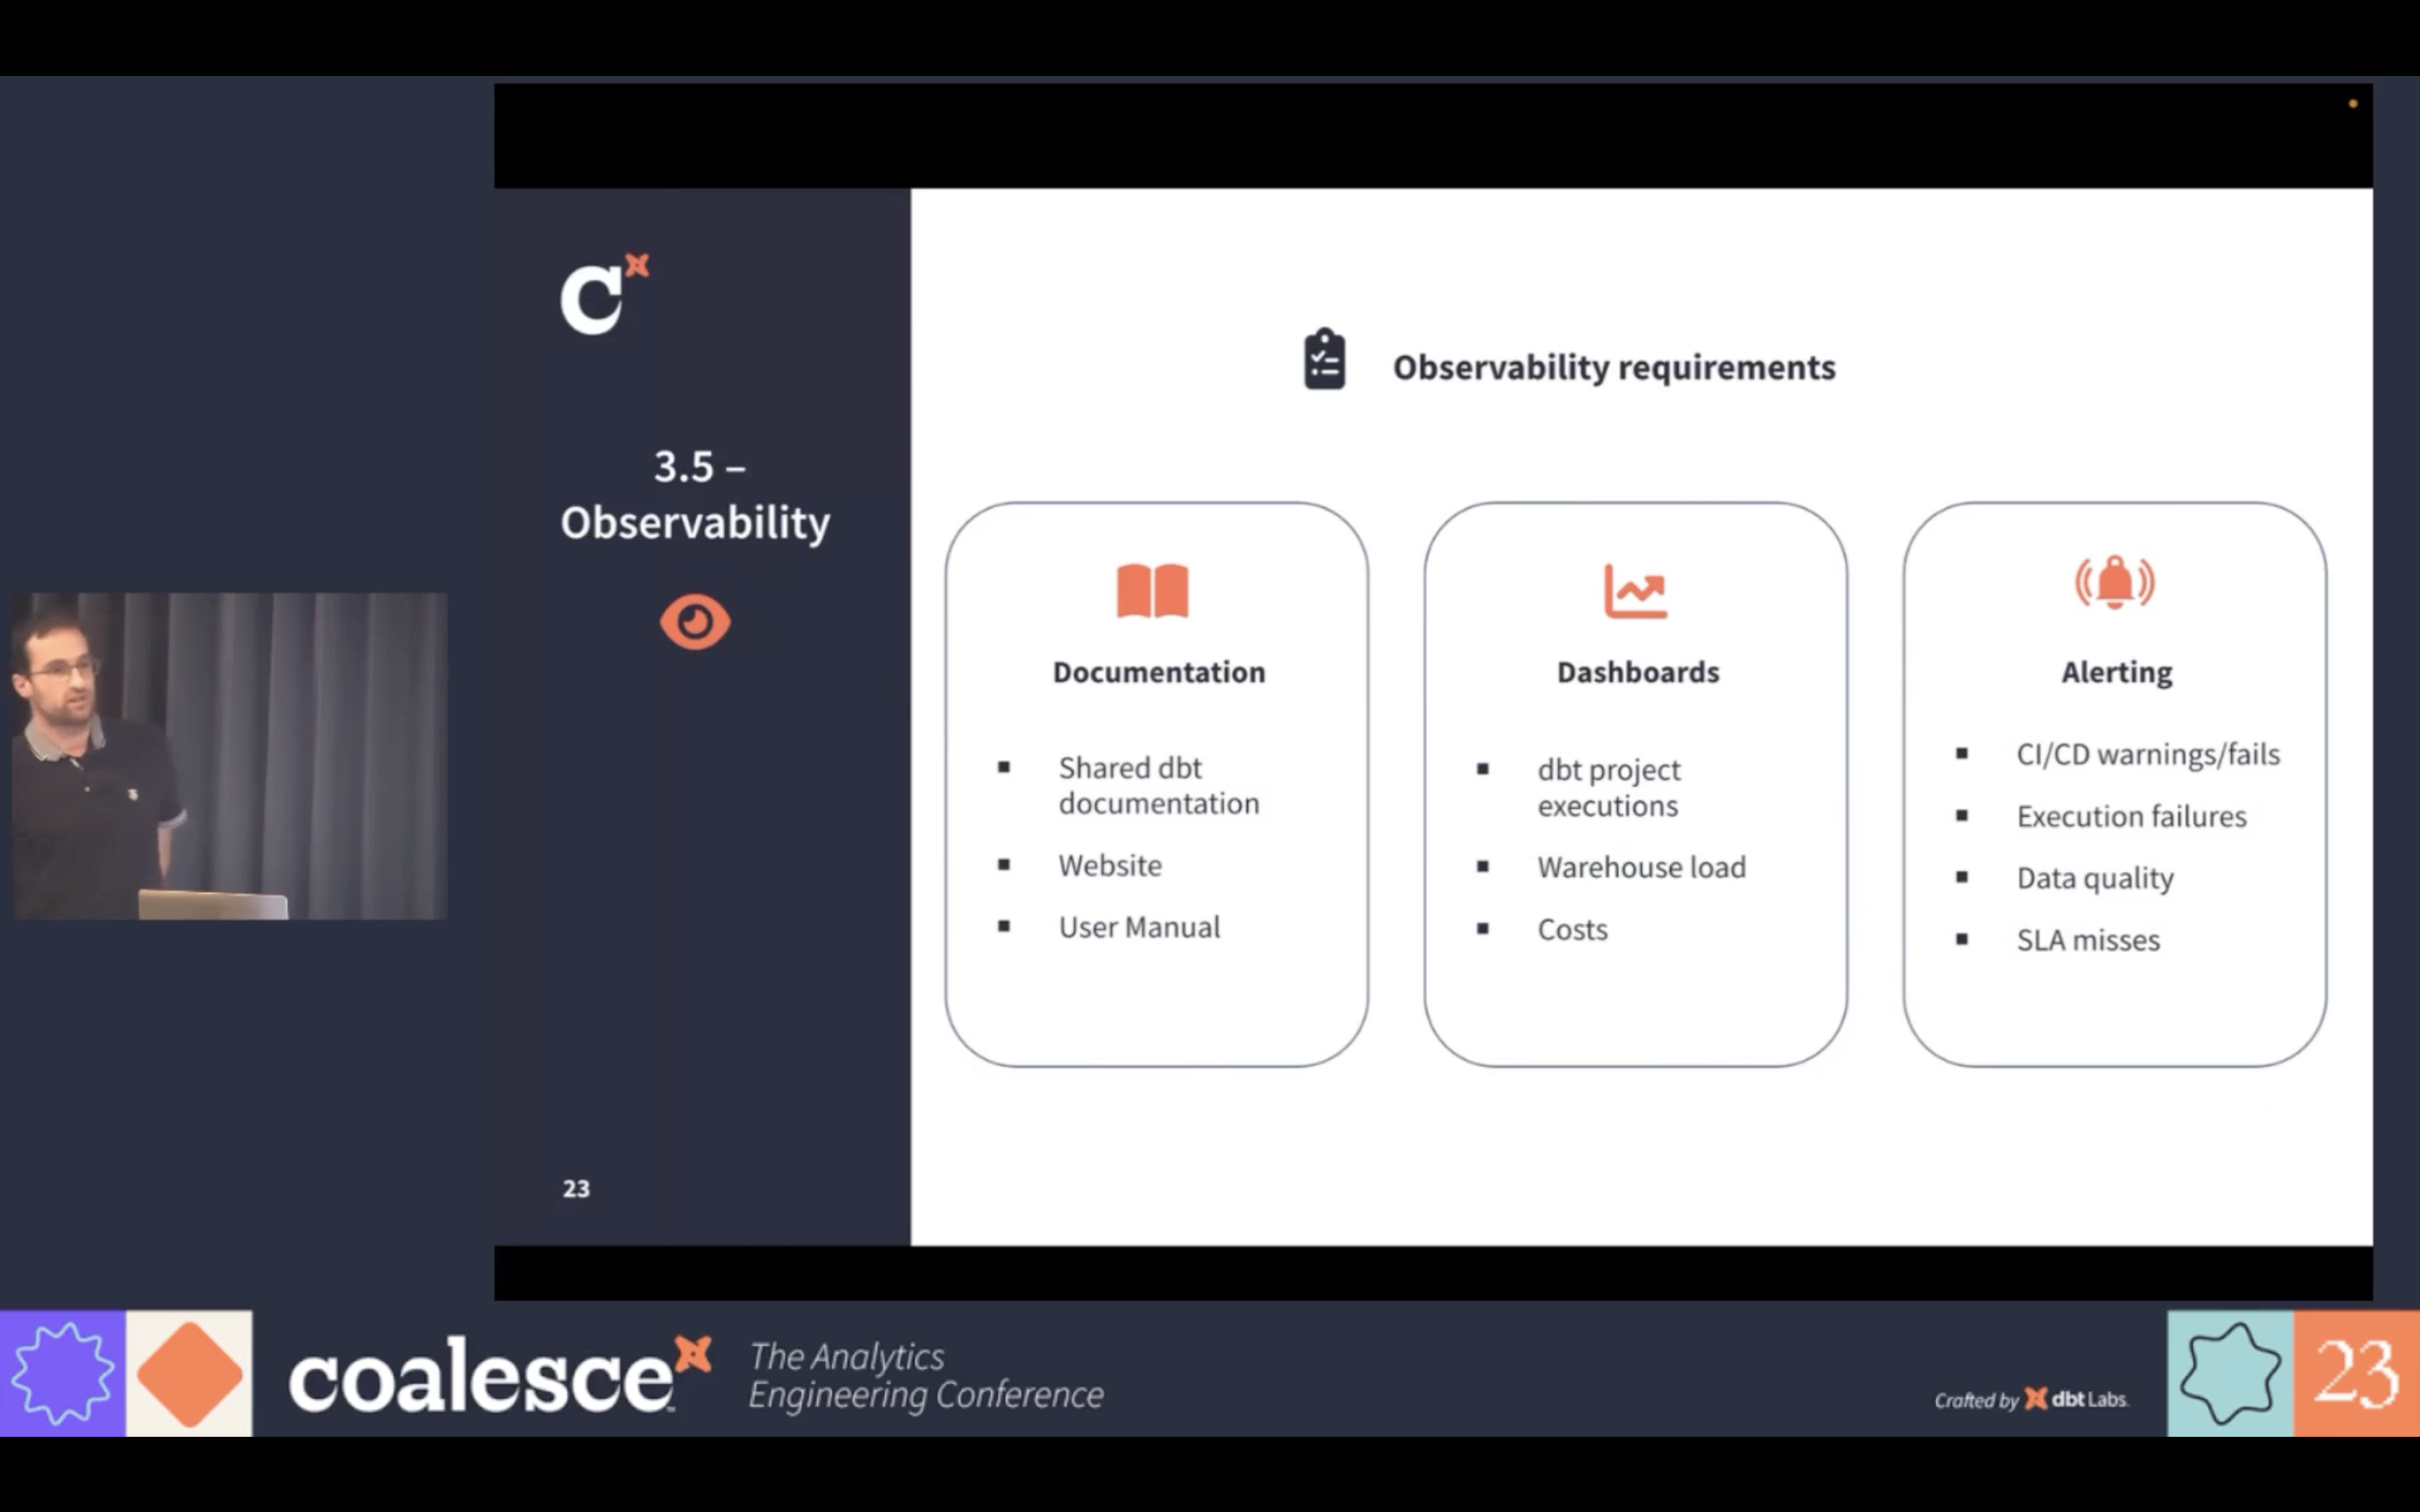 C
3.5 –
Observability
23
Observability requirements
Documentation
▪ Shared dbt
documentation
▪ Website
▪ User Manual
Dashboards
▪ dbt project
executions
▪ Warehouse load
▪ Costs
Alerting
▪ CI/CD warnings/fails
▪ Execution failures
▪ Data quality
▪ SLA misses
coalesce™
The Analytics
Engineering Conference
Crafted by dbt Labs.
23